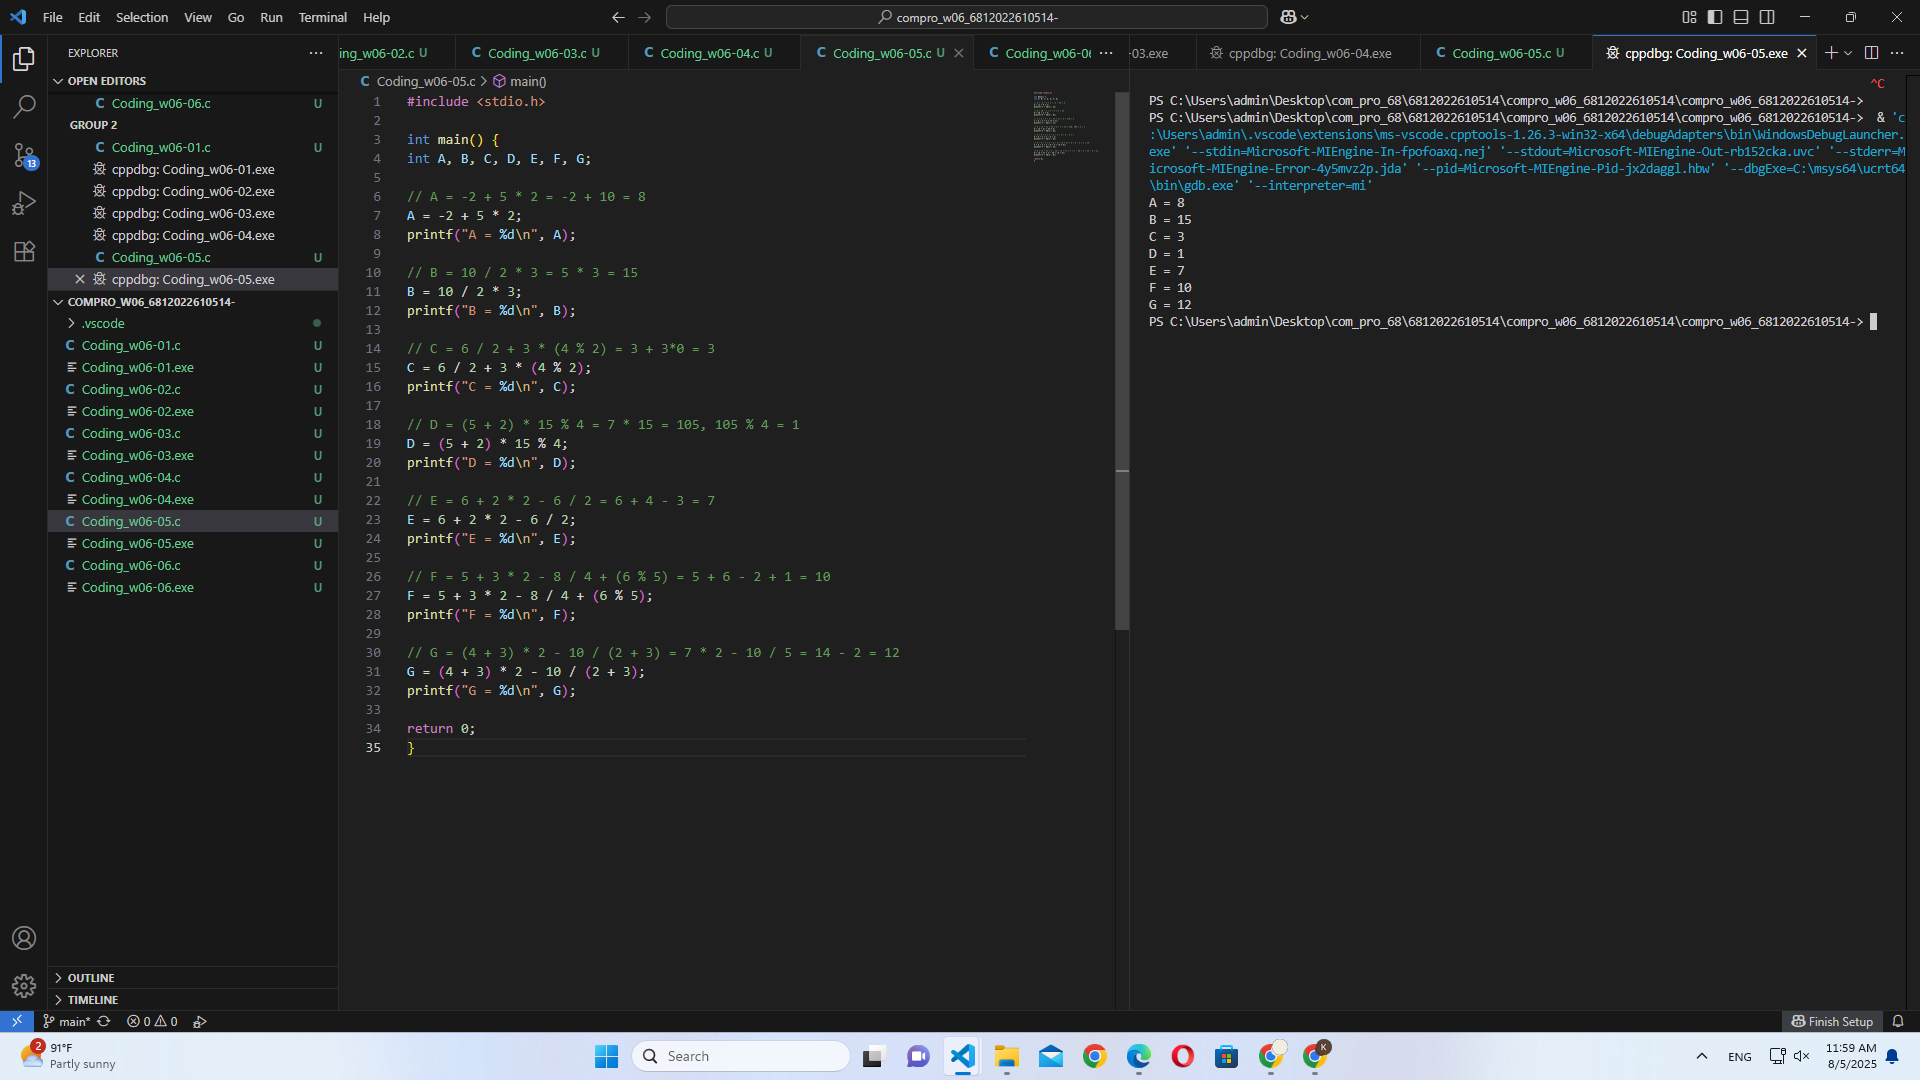 File Edit Selection View Go Run Terminal Help
compro_w06_6812022610514-
EXPLORER
OPEN EDITORS
Coding_w06-06.c U
GROUP 2
Coding_w06-01.c U
cppdbg: Coding_w06-01.exe
cppdbg: Coding_w06-02.exe
cppdbg: Coding_w06-03.exe
cppdbg: Coding_w06-04.exe
Coding_w06-05.c U
cppdbg: Coding_w06-05.exe
COMPRO_W06_6812022610514-
.vscode
Coding_w06-01.c U
Coding_w06-01.exe U
Coding_w06-02.c U
Coding_w06-02.exe U
Coding_w06-03.c U
Coding_w06-03.exe U
Coding_w06-04.c U
Coding_w06-04.exe U
Coding_w06-05.c U
Coding_w06-05.exe U
Coding_w06-06.c U
Coding_w06-06.exe U
OUTLINE
TIMELINE
13
ing_w06-02.c U Coding_w06-03.c U Coding_w06-04.c U Coding_w06-05.c U Coding_w06-0
Coding_w06-05.c > main()
1 #include <stdio.h>
2
3 int main() {
4 int A, B, C, D, E, F, G;
5
6 // A = -2 + 5 * 2 = -2 + 10 = 8
7 A = -2 + 5 * 2;
8 printf("A = %d\n", A);
9
10 // B = 10 / 2 * 3 = 5 * 3 = 15
11 B = 10 / 2 * 3;
12 printf("B = %d\n", B);
13
14 // C = 6 / 2 + 3 * (4 % 2) = 3 + 3*0 = 3
15 C = 6 / 2 + 3 * (4 % 2);
16 printf("C = %d\n", C);
17
18 // D = (5 + 2) * 15 % 4 = 7 * 15 = 105, 105 % 4 = 1
19 D = (5 + 2) * 15 % 4;
20 printf("D = %d\n", D);
21
22 // E = 6 + 2 * 2 - 6 / 2 = 6 + 4 - 3 = 7
23 E = 6 + 2 * 2 - 6 / 2;
24 printf("E = %d\n", E);
25
26 // F = 5 + 3 * 2 - 8 / 4 + (6 % 5) = 5 + 6 - 2 + 1 = 10
27 F = 5 + 3 * 2 - 8 / 4 + (6 % 5);
28 printf("F = %d\n", F);
29
30 // G = (4 + 3) * 2 - 10 / (2 + 3) = 7 * 2 - 10 / 5 = 14 - 2 = 12
31 G = (4 + 3) * 2 - 10 / (2 + 3);
32 printf("G = %d\n", G);
33
34 return 0;
35 }
-03.exe cppdbg: Coding_w06-04.exe Coding_w06-05.c U cppdbg: Coding_w06-05.exe
^C
PS C:\Users\admin\Desktop\com_pro_68\6812022610514\compro_w06_6812022610514\compro_w06_6812022610514->
PS C:\Users\admin\Desktop\com_pro_68\6812022610514\compro_w06_6812022610514\compro_w06_6812022610514-> & 'c
:\Users\admin\.vscode\extensions\ms-vscode.cpptools-1.26.3-win32-x64\debugAdapters\bin\WindowsDebugLauncher.
exe' '--stdin=Microsoft-MIEngine-In-fpofoaxq.nej' '--stdout=Microsoft-MIEngine-Out-rb152cka.uvc' '--stderr=M
icrosoft-MIEngine-Error-4y5mvz2p.jda' '--pid=Microsoft-MIEngine-Pid-jx2daggl.hbw' '--dbgExe=C:\msys64\ucrt64
\bin\gdb.exe' '--interpreter=mi'
A = 8
B = 15
C = 3
D = 1
E = 7
F = 10
G = 12
PS C:\Users\admin\Desktop\com_pro_68\6812022610514\compro_w06_6812022610514\compro_w06_6812022610514->
main* 0 0
Finish Setup
2
91°F
Partly sunny
Search
K
ENG
11:59 AM
8/5/2025